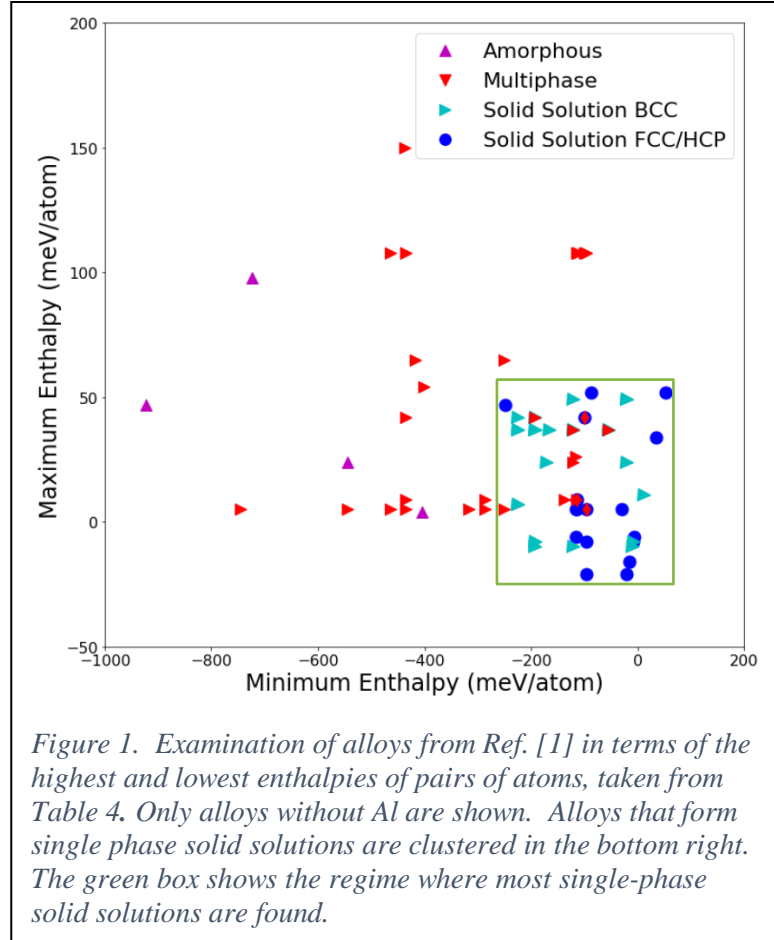 200
150
100
50
0
−50
Maximum Enthalpy (meV/atom)
Amorphous
Multiphase
Solid Solution BCC
Solid Solution FCC/HCP
−1000
−800
−600
−400
−200
0
200
Minimum Enthalpy (meV/atom)
Figure 1. Examination of alloys from Ref. [1] in terms of the
highest and lowest enthalpies of pairs of atoms, taken from
Table 4. Only alloys without Al are shown. Alloys that form
single phase solid solutions are clustered in the bottom right.
The green box shows the regime where most single-phase
solid solutions are found.